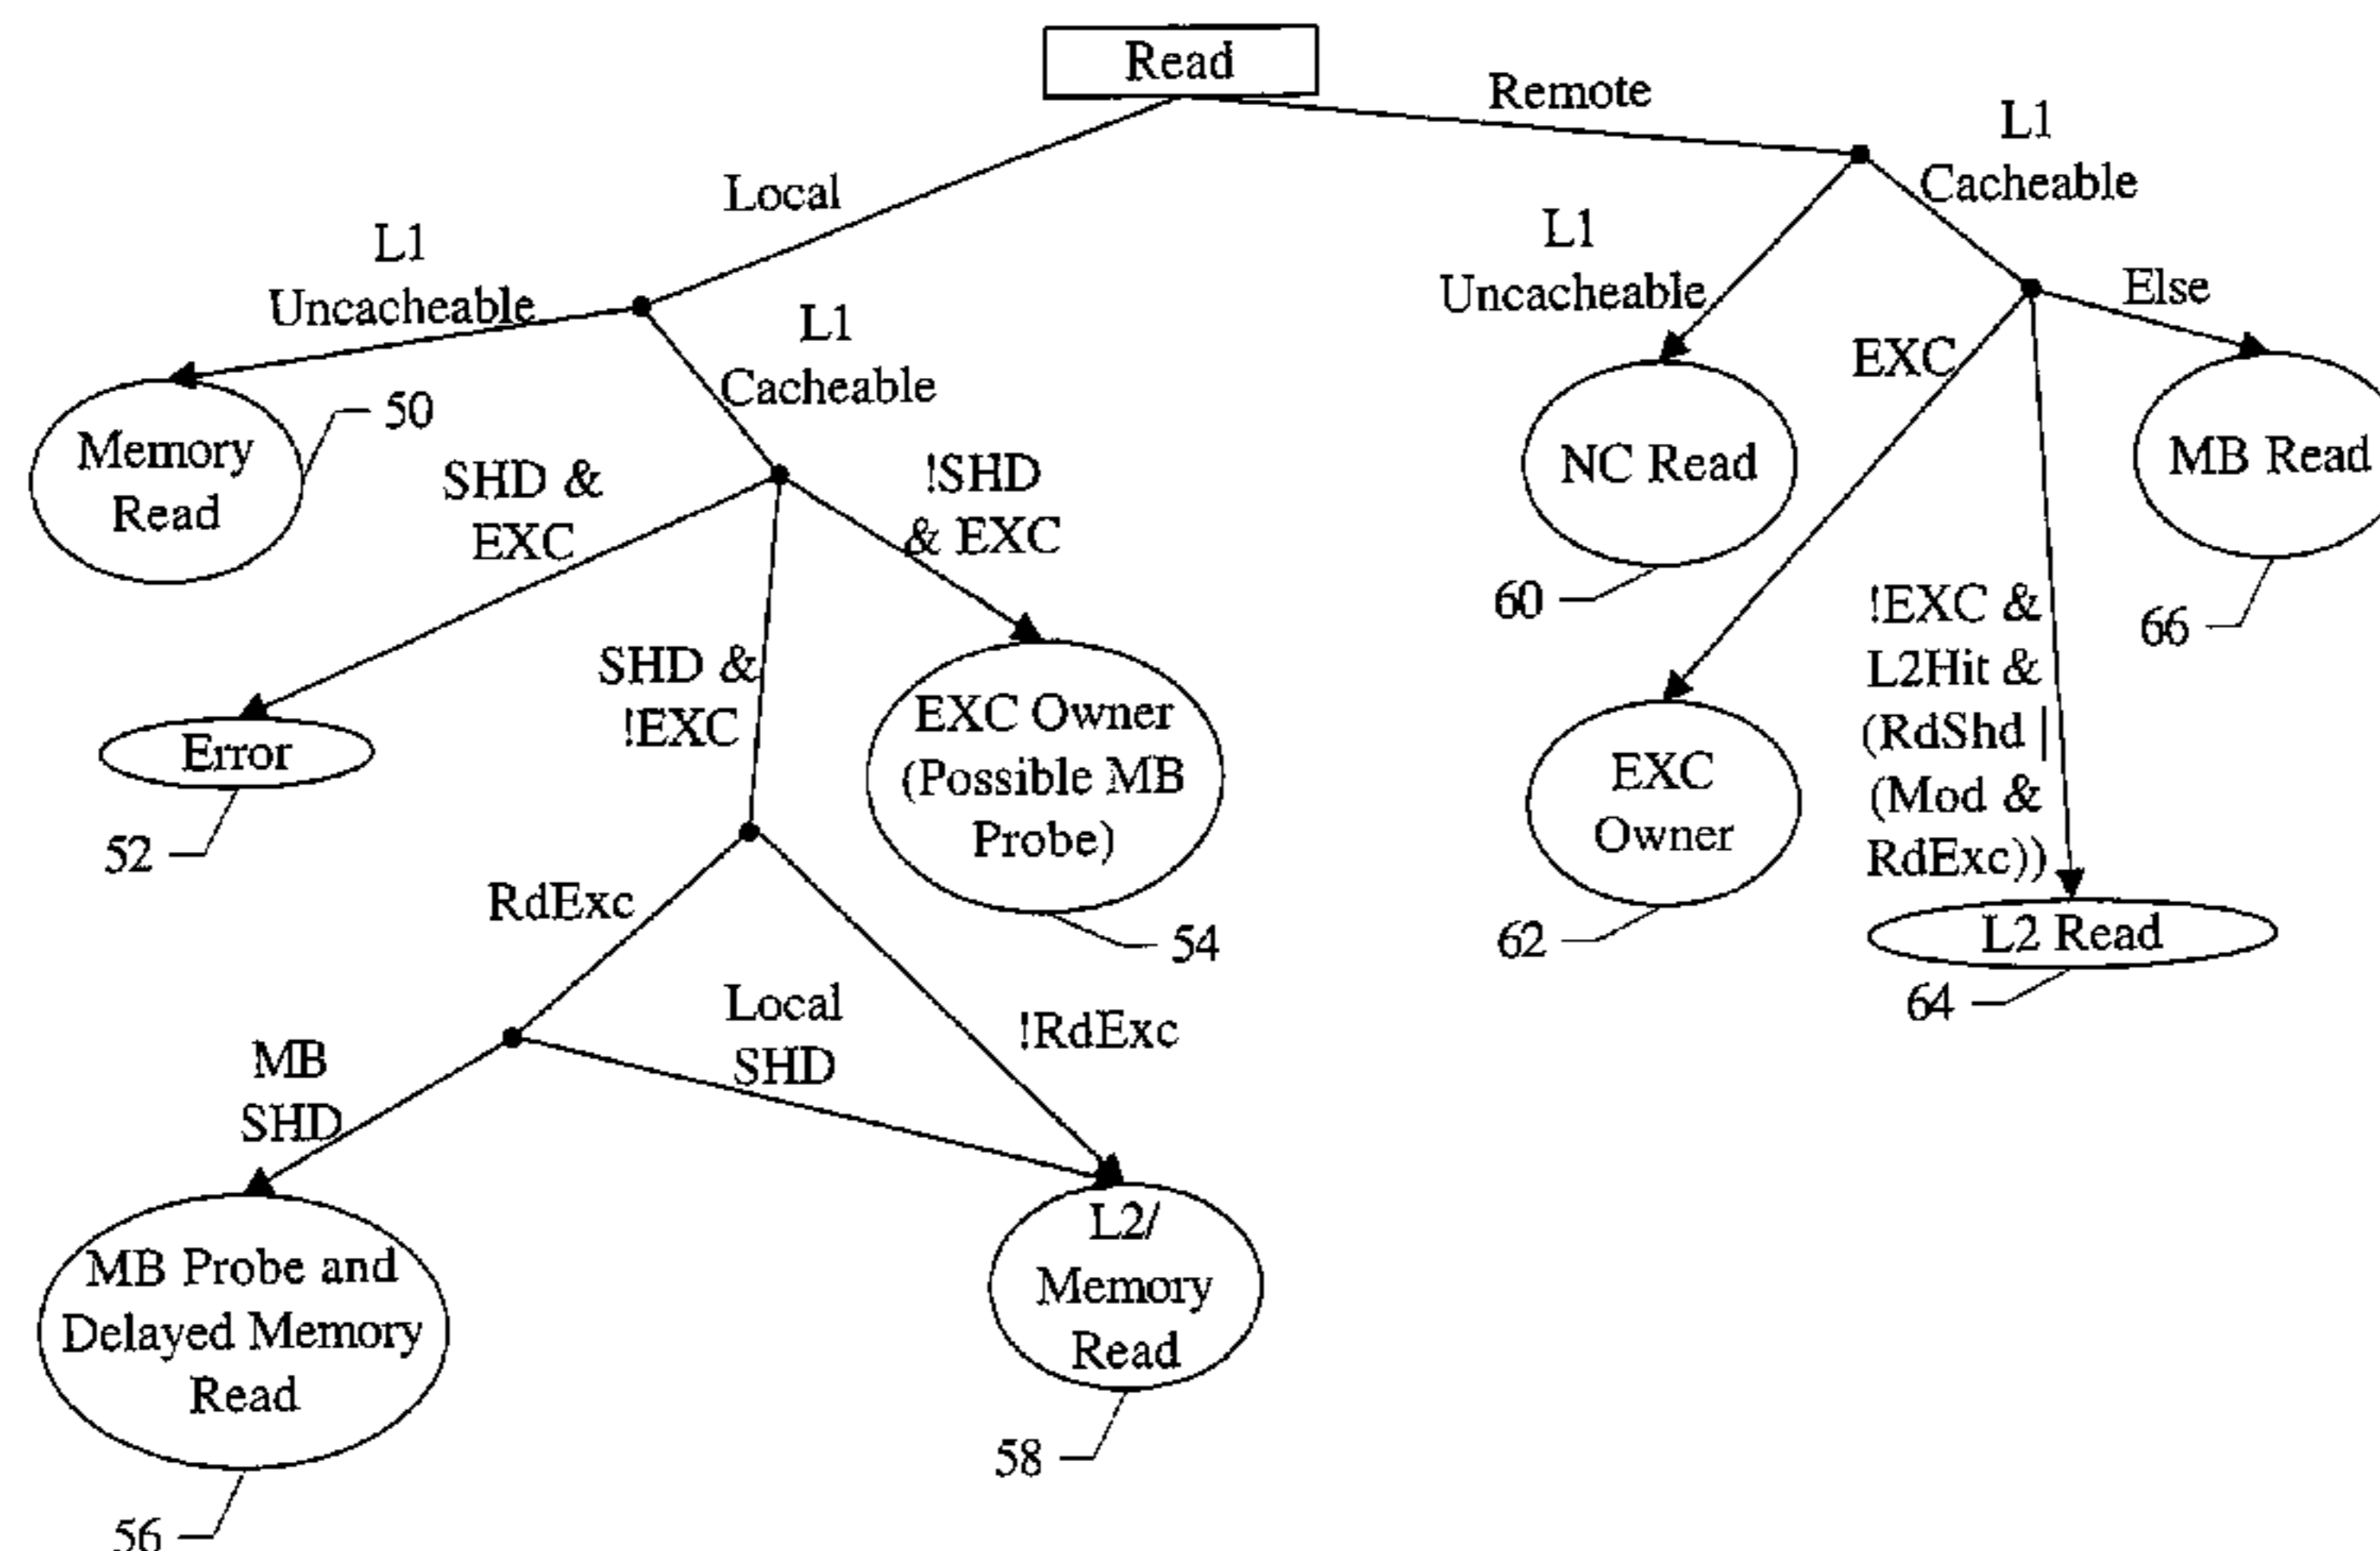 Read
Remote
L1
Cacheable
Local
L1
Uncacheable
L1
Uncacheable
Else
L1
Cacheable
EXC
Memory
Read
50
SHD &
EXC
!SHD
& EXC
NC Read
MB Read
60
66
SHD &
!EXC
!EXC &
L2Hit &
(RdShd |
(Mod &
RdExc))
Error
52
EXC Owner
(Possible MB
Probe)
54
EXC
Owner
62
L2 Read
64
RdExc
!RdExc
Local
SHD
MB
SHD
MB Probe and
Delayed Memory
Read
56
L2/
Memory
Read
58